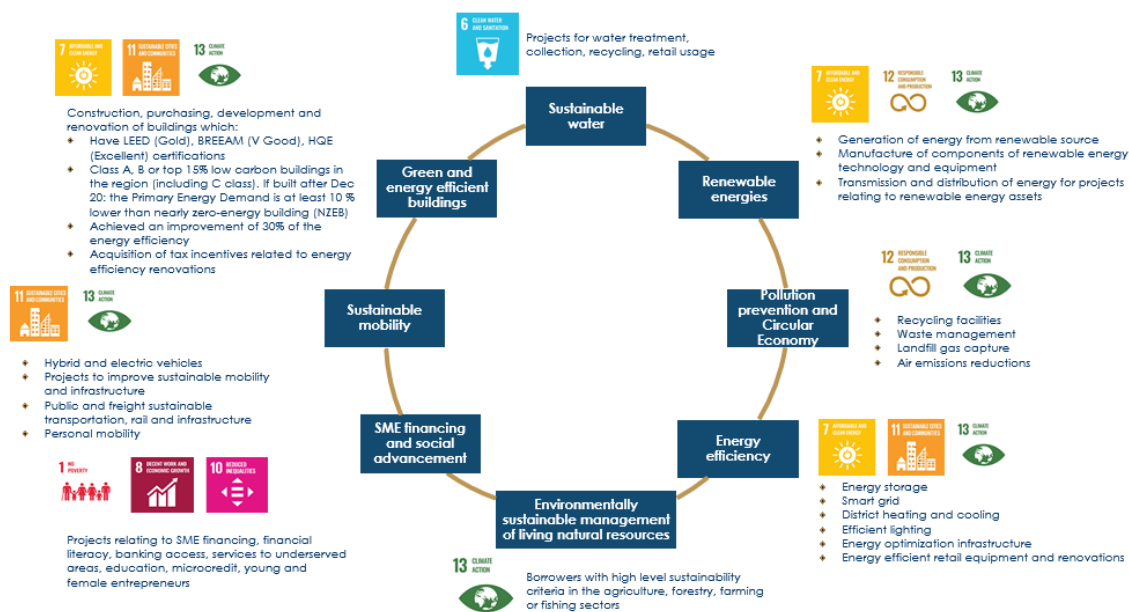 6 CLEAN WATER
AND SANITATION
Projects for water treatment,
collection, recycling, retail usage
Sustainable
water
7 AFFORDABLE AND
CLEAN ENERGY
11 SUSTAINABLE CITIES
AND COMMUNITIES
13 CLIMATE
ACTION
Construction, purchasing, development and
renovation of buildings which:
Have LEED (Gold), BREEAM (V Good), HQE
(Excellent) certifications
Class A, B or top 15% low carbon buildings in
the region (including C class). If built after Dec
20: the Primary Energy Demand is at least 10 %
lower than nearly zero-energy building (NZEB)
Achieved an improvement of 30% of the
energy efficiency
Acquisition of tax incentives related to energy
efficiency renovations
Green and
energy efficient
buildings
7 AFFORDABLE AND
CLEAN ENERGY
12 RESPONSIBLE
CONSUMPTION
AND PRODUCTION
13 CLIMATE
ACTION
Generation of energy from renewable source
Manufacture of components of renewable energy
technology and equipment
Transmission and distribution of energy for projects
relating to renewable energy assets
Renewable
energies
12 RESPONSIBLE
CONSUMPTION
AND PRODUCTION
13 CLIMATE
ACTION
Recycling facilities
Waste management
Landfill gas capture
Air emissions reductions
Pollution
prevention and
Circular
Economy
11 SUSTAINABLE CITIES
AND COMMUNITIES
13 CLIMATE
ACTION
Hybrid and electric vehicles
Projects to improve sustainable mobility
and infrastructure
Public and freight sustainable
transportation, rail and infrastructure
Personal mobility
Sustainable
mobility
7 AFFORDABLE AND
CLEAN ENERGY
11 SUSTAINABLE CITIES
AND COMMUNITIES
13 CLIMATE
ACTION
Energy storage
Smart grid
District heating and cooling
Efficient lighting
Energy optimization infrastructure
Energy efficient retail equipment and renovations
Energy
efficiency
SME financing
and social
advancement
1 NO
POVERTY
8 DECENT WORK AND
ECONOMIC GROWTH
10 REDUCED
INEQUALITIES
Projects relating to SME financing, financial
literacy, banking access, services to underserved
areas, education, microcredit, young and
female entrepreneurs
Environmentally
sustainable management
of living natural resources
13 CLIMATE
ACTION
Borrowers with high level sustainability
criteria in the agriculture, forestry, farming
or fishing sectors